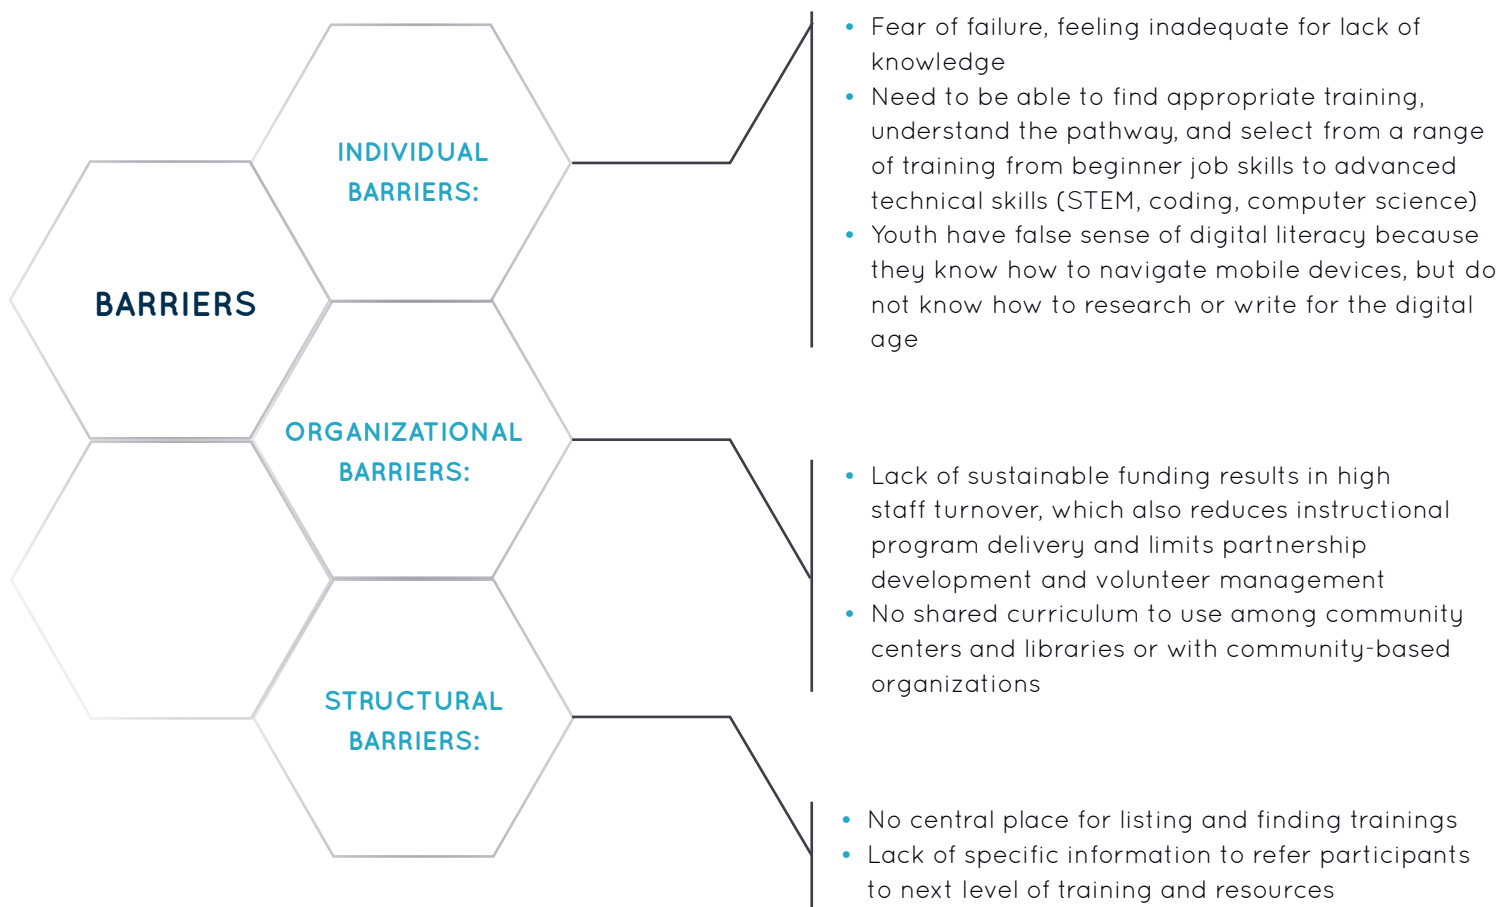 BARRIERS
INDIVIDUAL
BARRIERS:
• Fear of failure, feeling inadequate for lack of
knowledge
• Need to be able to find appropriate training,
understand the pathway, and select from a range
of training from beginner job skills to advanced
technical skills (STEM, coding, computer science)
• Youth have false sense of digital literacy because
they know how to navigate mobile devices, but do
not know how to research or write for the digital
age
ORGANIZATIONAL
BARRIERS:
• Lack of sustainable funding results in high
staff turnover, which also reduces instructional
program delivery and limits partnership
development and volunteer management
• No shared curriculum to use among community
centers and libraries or with community-based
organizations
STRUCTURAL
BARRIERS:
• No central place for listing and finding trainings
• Lack of specific information to refer participants
to next level of training and resources